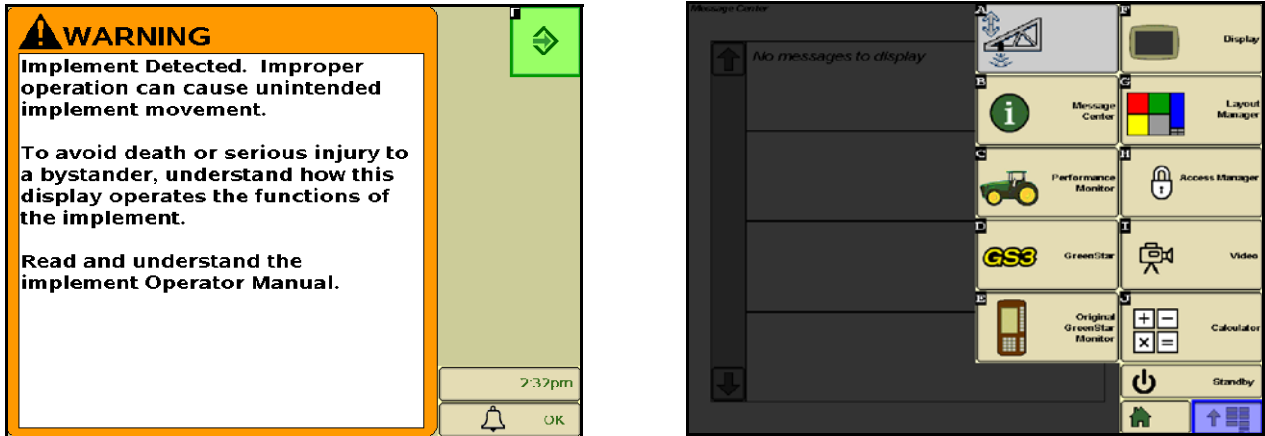 WARNING
Implement Detected.  Improper
operation can cause unintended
implement movement.
To avoid death or serious injury to
a bystander, understand how this
display operates the functions of
the implement.
Read and understand the
implement Operator Manual.
J
2:32pm
OK
Message Center
No messages to display
A
B
Message
Center
C
Performance
Monitor
D
GS3
GreenStar
E
Original
GreenStar
Monitor
F
Display
G
Layout
Manager
H
Access Manager
I
Video
J
Calculator
Standby